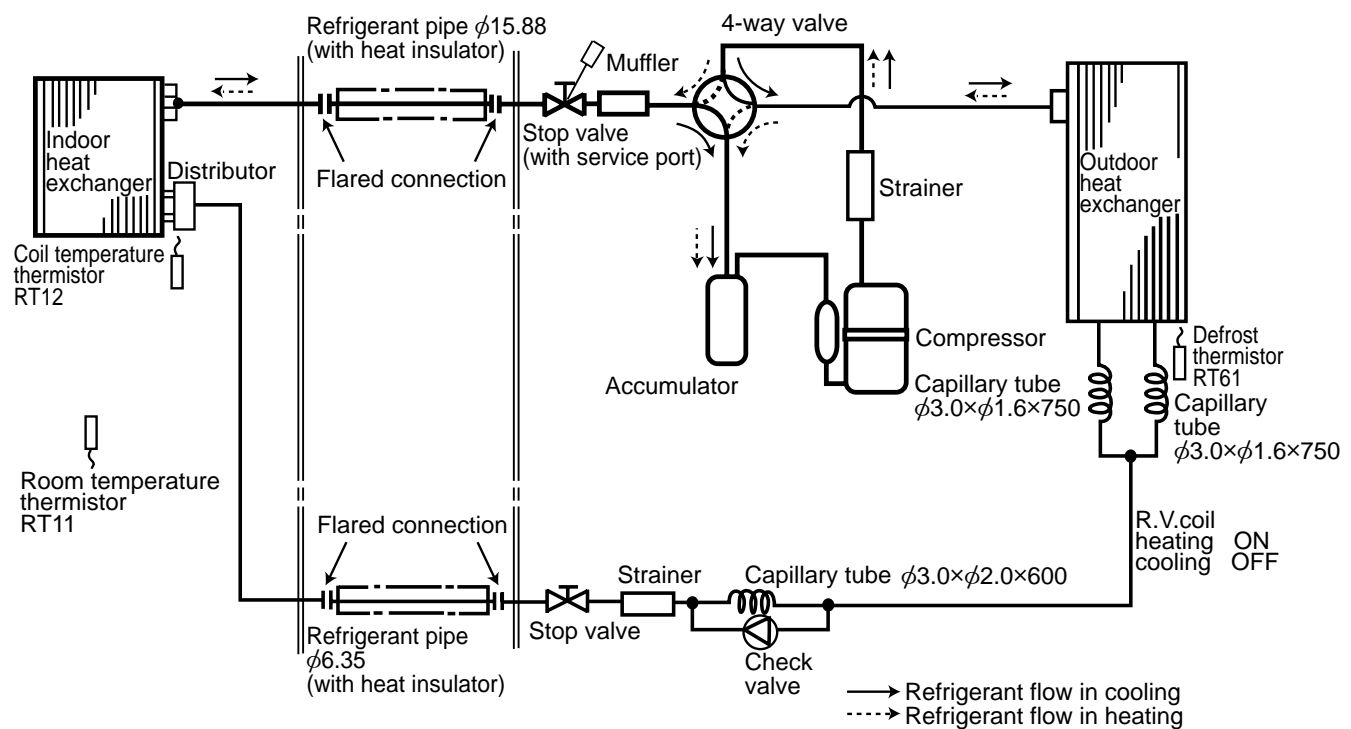 4-way valve
Refrigerant pipe ϕ15.88
(with heat insulator)
Muffler
Indoor
heat
exchanger
Distributor
Flared connection
Stop valve
(with service port)
Strainer
Outdoor
heat
exchanger
Coil temperature
thermistor
RT12
Accumulator
Compressor
Capillary tube
ϕ3.0×ϕ1.6×750
Defrost
thermistor
RT61
Capillary
tube
ϕ3.0×ϕ1.6×750
Room temperature
thermistor
RT11
Flared connection
R.V.coil
heating ON
cooling OFF
Strainer
Capillary tube ϕ3.0×ϕ2.0×600
Stop valve
Refrigerant pipe
ϕ6.35
(with heat insulator)
Check
valve
Refrigerant flow in cooling
Refrigerant flow in heating